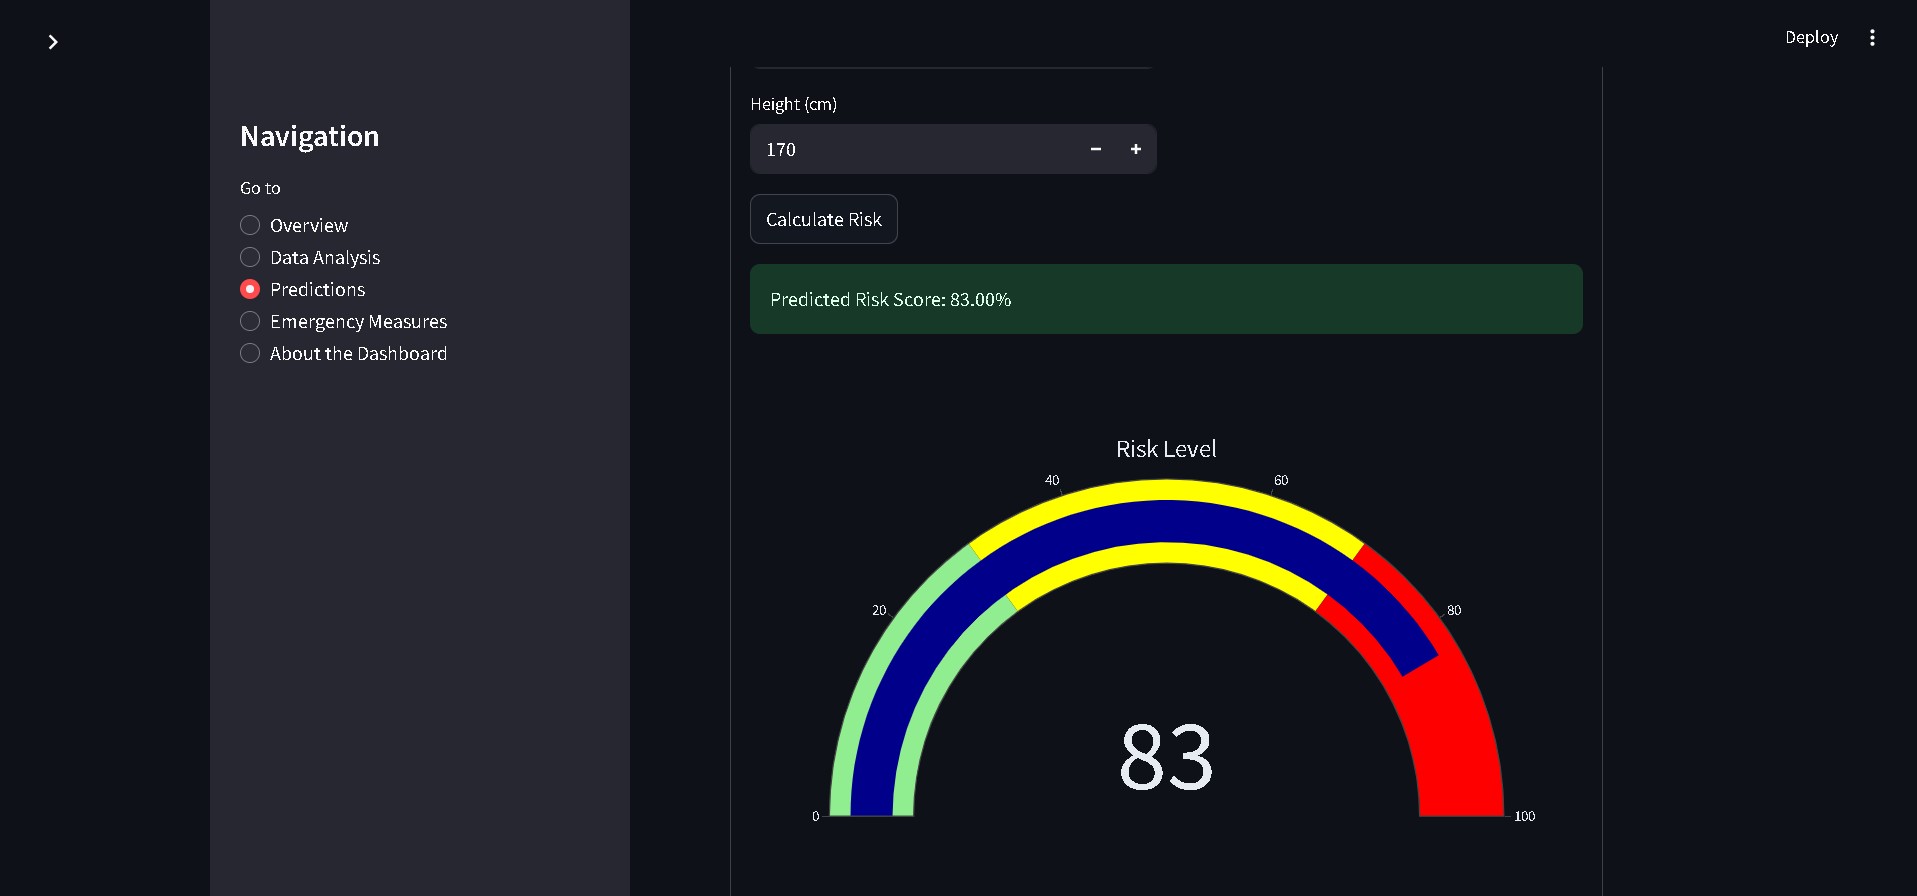 Deploy
Navigation
Go to
Overview
Data Analysis
Predictions
Emergency Measures
About the Dashboard
Height (cm)
170
Calculate Risk
Predicted Risk Score: 83.00%
Risk Level
0
20
40
60
80
100
83